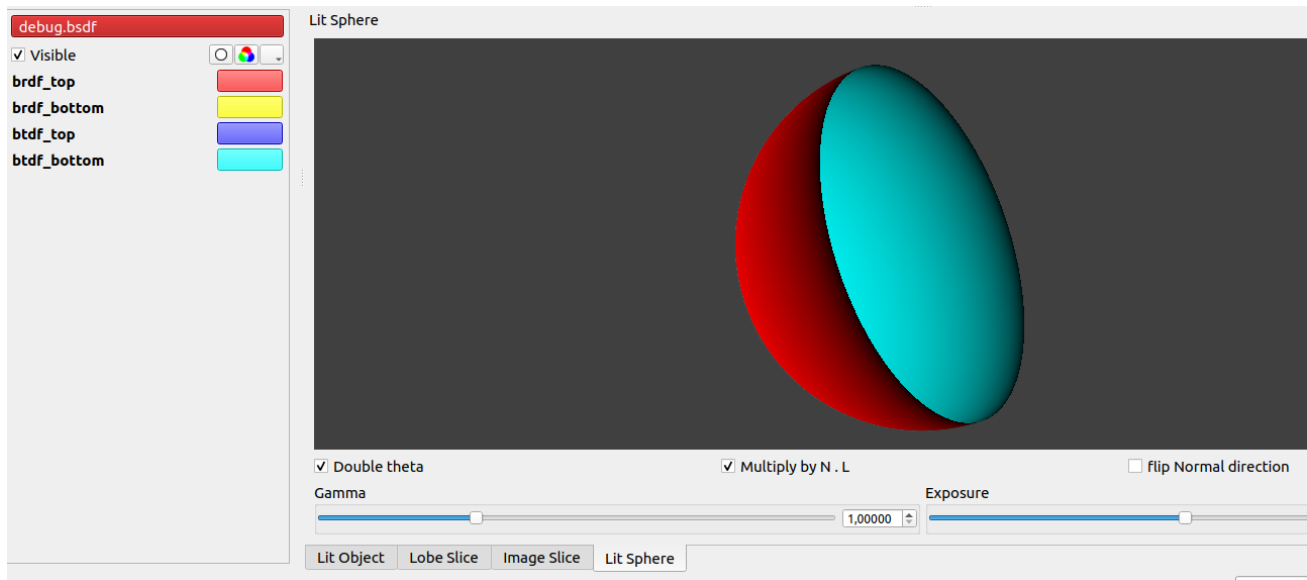 debug.bsdf
Visible
brdf_top
brdf_bottom
btdf_top
btdf_bottom
Lit Sphere
Double theta
Multiply by N . L
flip Normal direction
Gamma
1,00000
Exposure
Lit Object
Lobe Slice
Image Slice
Lit Sphere